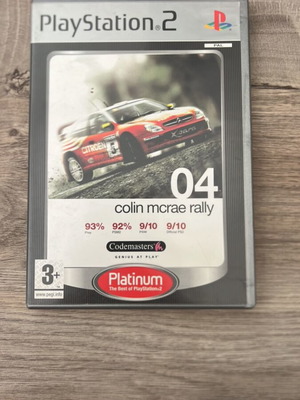 PlayStation 2
PAL
CITROËN
04
colin mcrae rally
93% 92% 9/10 9/10
Codemasters
GENIUS AT PLAY
3+
www.pegi.info
Platinum
The Best of PlayStation 2